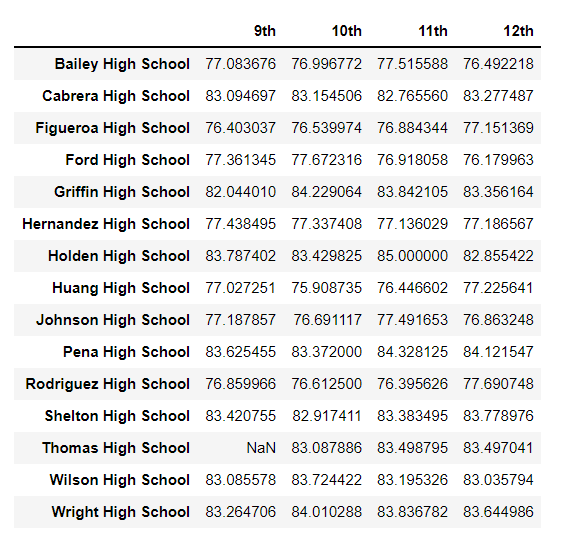 9th 10th 11th 12th
Bailey High School 77.083676 76.996772 77.515588 76.492218
Cabrera High School 83.094697 83.154506 82.765560 83.277487
Figueroa High School 76.403037 76.539974 76.884344 77.151369
Ford High School 77.361345 77.672316 76.918058 76.179963
Griffin High School 82.044010 84.229064 83.842105 83.356164
Hernandez High School 77.438495 77.337408 77.136029 77.186567
Holden High School 83.787402 83.429825 85.000000 82.855422
Huang High School 77.027251 75.908735 76.446602 77.225641
Johnson High School 77.187857 76.691117 77.491653 76.863248
Pena High School 83.625455 83.372000 84.328125 84.121547
Rodriguez High School 76.859966 76.612500 76.395626 77.690748
Shelton High School 83.420755 82.917411 83.383495 83.778976
Thomas High School NaN 83.087886 83.498795 83.497041
Wilson High School 83.085578 83.724422 83.195326 83.035794
Wright High School 83.264706 84.010288 83.836782 83.644986